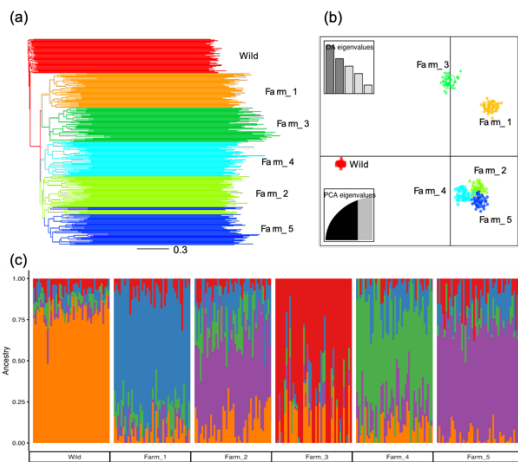 (a)
Wild
Farm_1
Farm_3
Farm_4
Farm_2
Farm_5
0.3
(b)
DA eigenvalues
Farm_3
Farm_1
Wild
Farm_2
Farm_4
Farm_5
PCA eigenvalues
(c)
Ancestry
1.00
0.75
0.50
0.25
0.00
Wild Farm_1 Farm_2 Farm_3 Farm_4 Farm_5